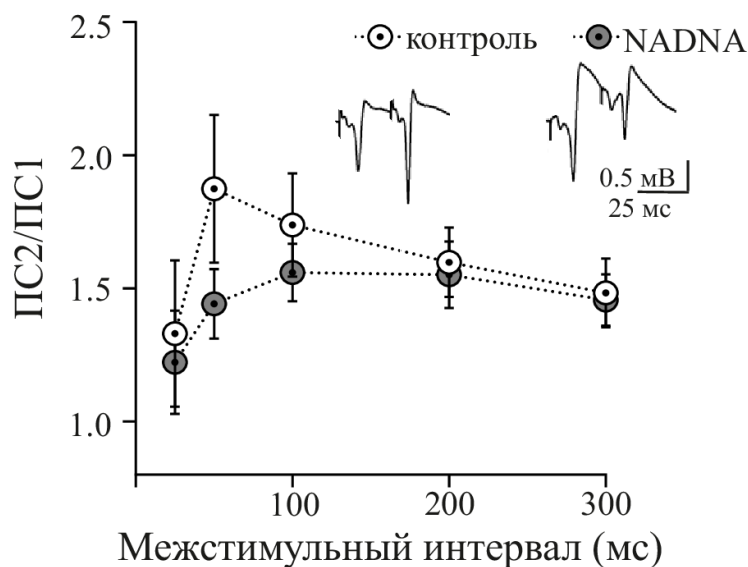 2.5
контроль
NADNA
0.5 мВ
25 мс
2.0
1.5
1.0
ПС2/ПС1
100
200
300
Межстимульный интервал (мс)